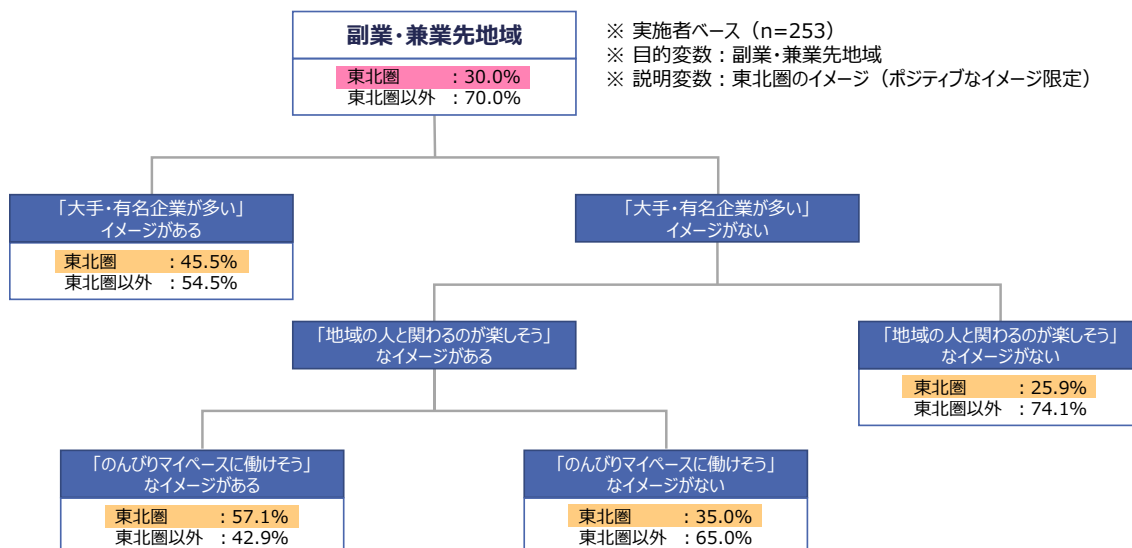 副業・兼業先地域
東北圏 : 30.0%
東北圏以外 : 70.0%
※ 実施者ベース（n=253）
※ 目的変数：副業・兼業先地域
※ 説明変数：東北圏のイメージ（ポジティブなイメージ限定）
「大手・有名企業が多い」
イメージがある
東北圏 : 45.5%
東北圏以外 : 54.5%
「大手・有名企業が多い」
イメージがない
「地域の人と関わるのが楽しそう」
なイメージがある
「地域の人と関わるのが楽しそう」
なイメージがない
東北圏 : 25.9%
東北圏以外 : 74.1%
「のんびりマイペースに働けそう」
なイメージがある
東北圏 : 57.1%
東北圏以外 : 42.9%
「のんびりマイペースに働けそう」
なイメージがない
東北圏 : 35.0%
東北圏以外 : 65.0%